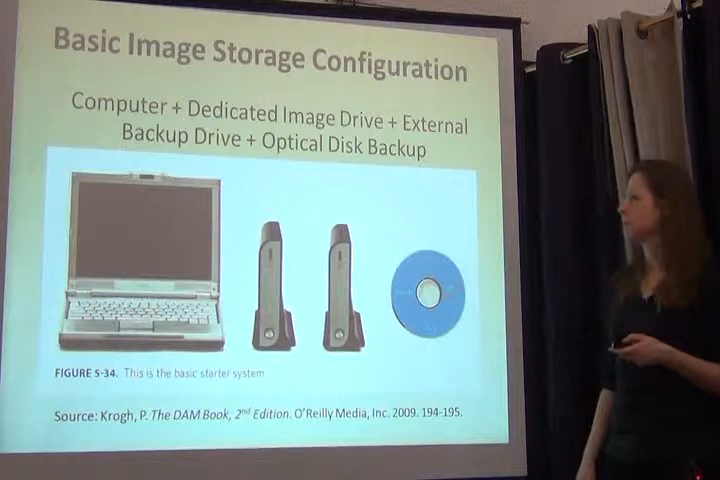 Basic Image Storage Configuration
Computer + Dedicated Image Drive + External
Backup Drive + Optical Disk Backup
FIGURE 5-34. This is the basic starter system
Source: Krogh, P. The DAM Book, 2nd Edition. O'Reilly Media, Inc. 2009. 194-195.